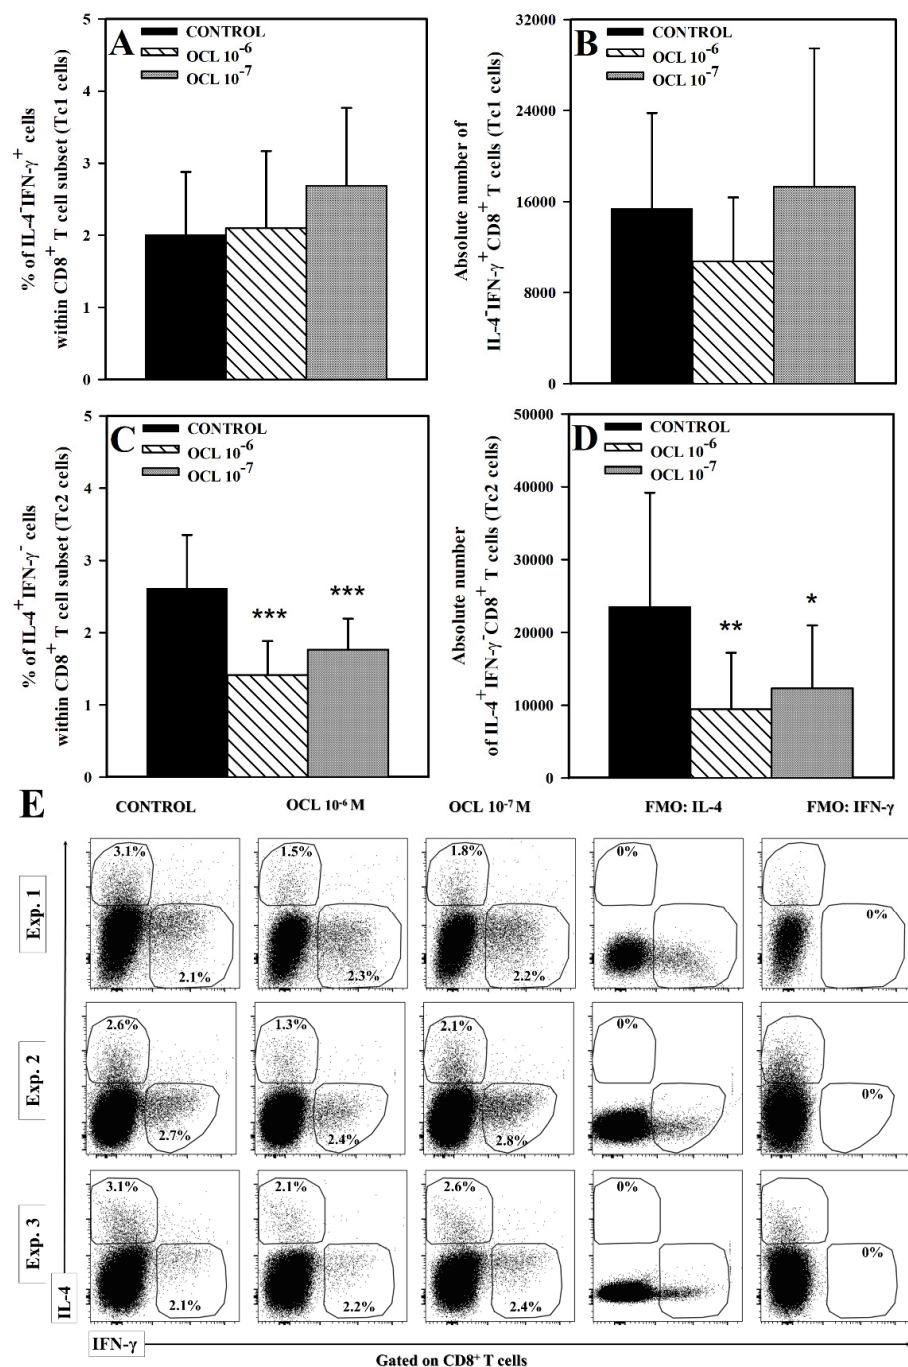 A
CONTROL
OCL 10⁻⁶
OCL 10⁻⁷
% of IL-4⁻IFN-γ⁺ cells
within CD8⁺ T cell subset (Tc1 cells)
5
4
3
2
1
0
B
CONTROL
OCL 10⁻⁶
OCL 10⁻⁷
Absolute number of
IL-4⁻IFN-γ⁺CD8⁺ T cells (Tc1 cells)
32000
24000
16000
8000
0
C
CONTROL
OCL 10⁻⁶
OCL 10⁻⁷
% of IL-4⁺IFN-γ⁻ cells
within CD8⁺ T cell subset (Tc2 cells)
5
4
3
2
1
0
***
***
D
CONTROL
OCL 10⁻⁶
OCL 10⁻⁷
Absolute number
of IL-4⁺IFN-γ⁻CD8⁺ T cells (Tc2 cells)
50000
40000
30000
20000
10000
0
**
*
E
CONTROL OCL 10⁻⁶ M OCL 10⁻⁷ M FMO: IL-4 FMO: IFN-γ
Exp. 1
3.1% 1.5% 1.8% 0%
0%
2.1% 2.3% 2.2%
Exp. 2
2.6% 1.3% 2.1% 0%
0%
2.7% 2.4% 2.8%
Exp. 3
3.1% 2.1% 2.6% 0%
0%
2.1% 2.2% 2.4%
IL-4
IFN-γ
Gated on CD8⁺ T cells